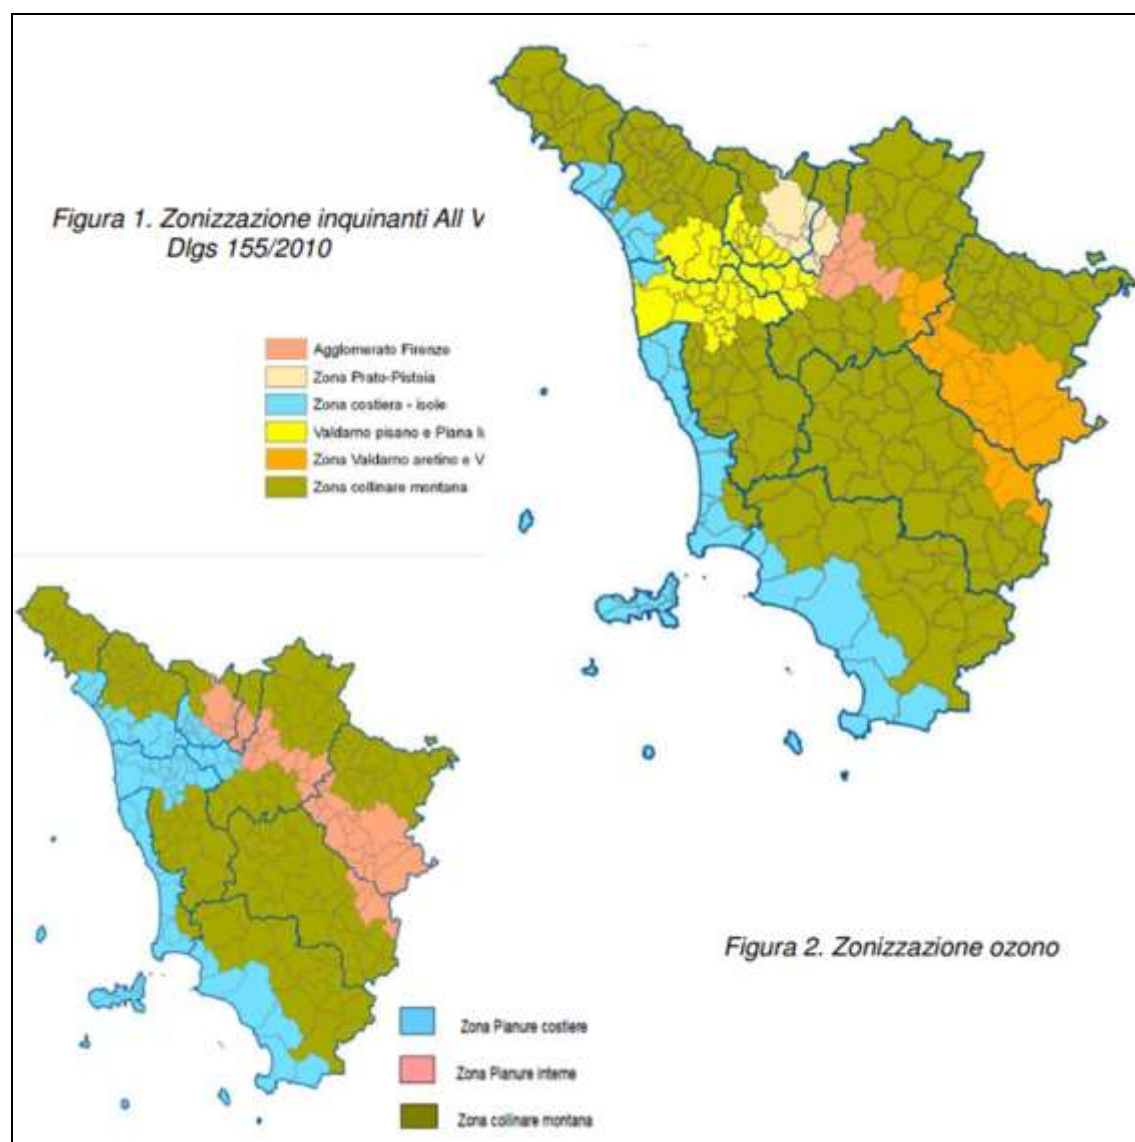 Figura 1. Zonizzazione inquinanti All V
Dlgs 155/2010
Agglomerato Firenze
Zona Prato-Pistoia
Zona costiera - isole
Valdarno pisano e Piana lu
Zona Valdarno aretino e V
Zona collinare montana
Figura 2. Zonizzazione ozono
Zona Pianure costiere
Zona Pianure interne
Zona collinare montana